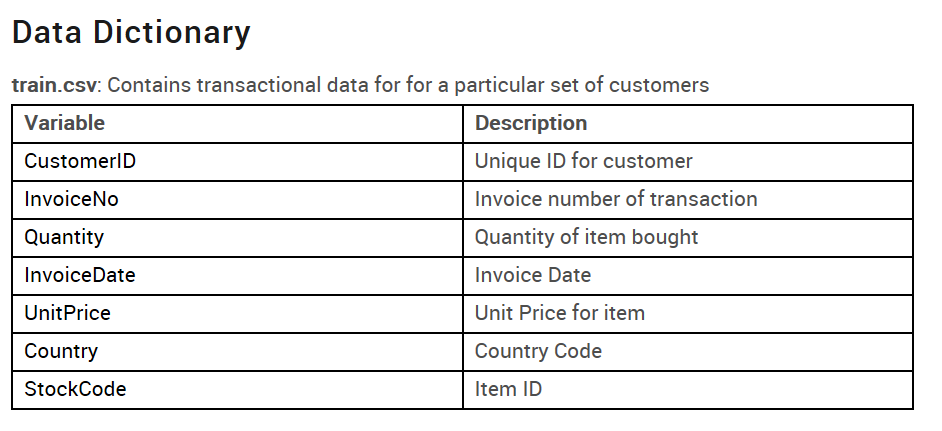 Data Dictionary
train.csv: Contains transactional data for for a particular set of customers
Variable Description
CustomerID Unique ID for customer
InvoiceNo Invoice number of transaction
Quantity Quantity of item bought
InvoiceDate Invoice Date
UnitPrice Unit Price for item
Country Country Code
StockCode Item ID